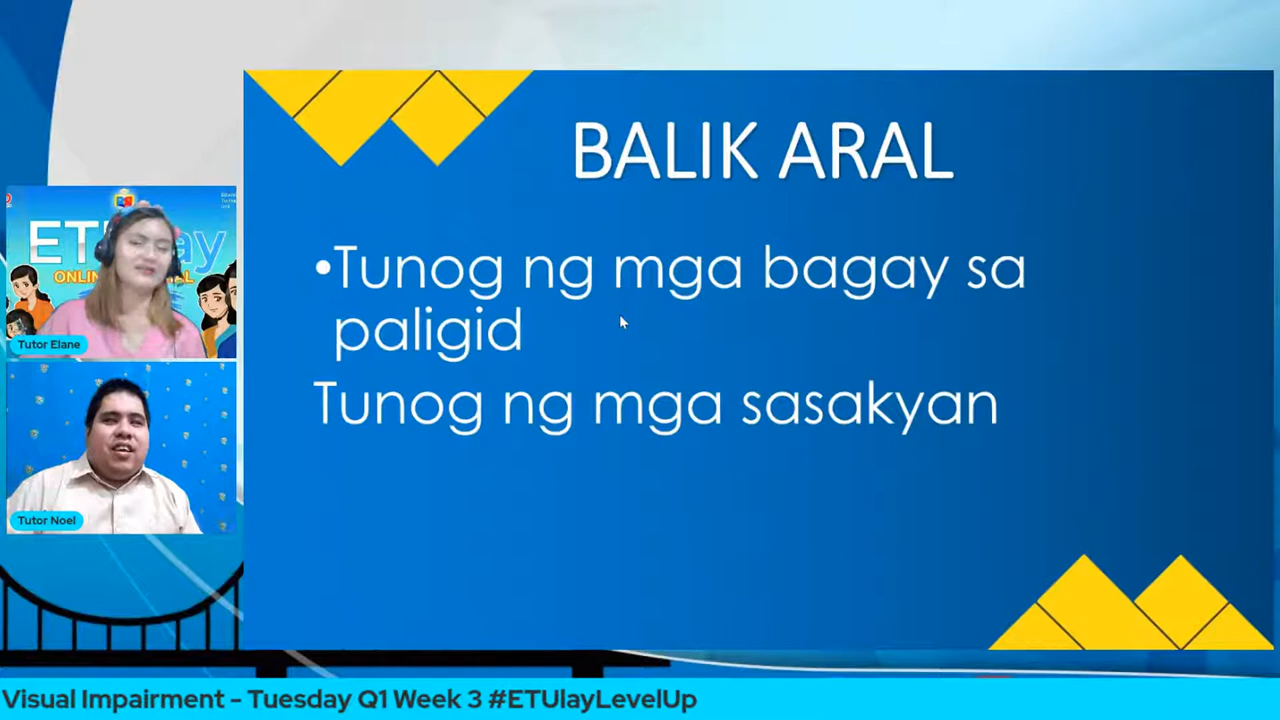 BALIK ARAL
•Tunog ng mga bagay sa
paligid
Tunog ng mga sasakyan
Tutor Elane
Tutor Noel
Visual Impairment - Tuesday Q1 Week 3 #ETUlayLevelUp